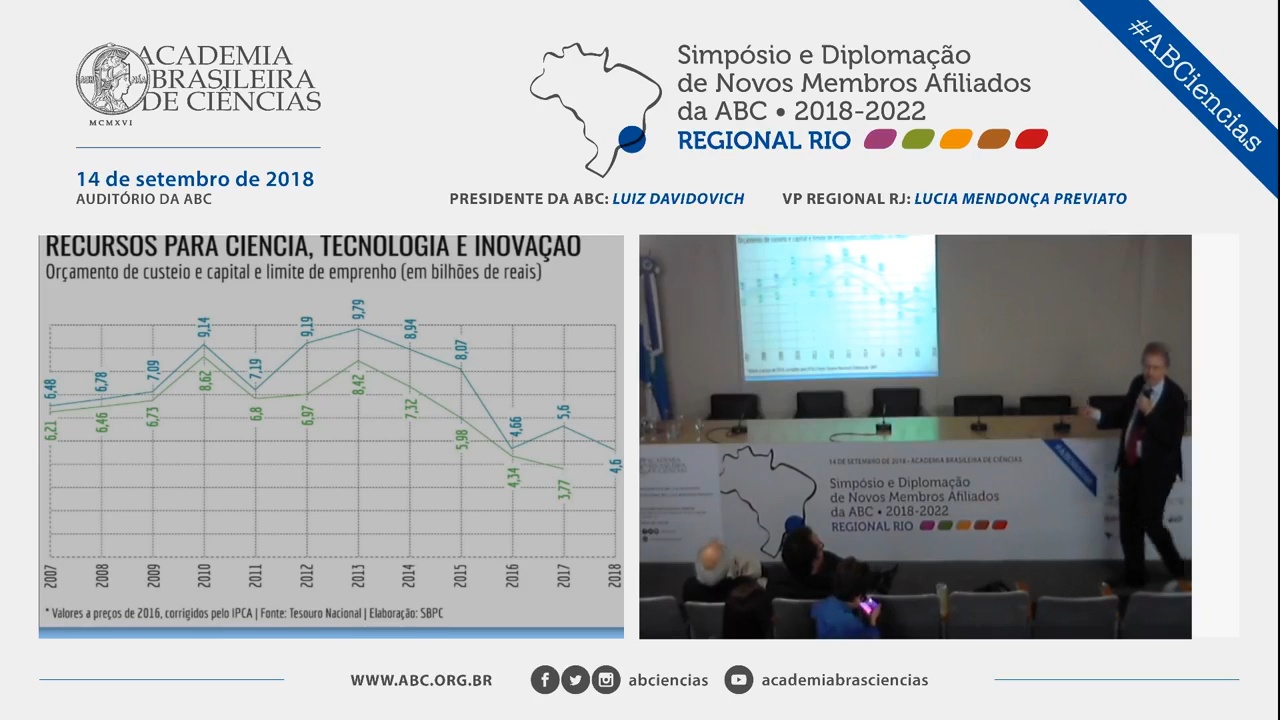 ACADEMIA
BRASILEIRA
DE CIÊNCIAS
MCMXVI
14 de setembro de 2018
AUDITÓRIO DA ABC
Simpósio e Diplomação
de Novos Membros Afiliados
da ABC • 2018-2022
REGIONAL RIO
#ABCiencias
PRESIDENTE DA ABC: LUIZ DAVIDOVICH
VP REGIONAL RJ: LUCIA MENDONÇA PREVIATO
RECURSOS PARA CIÊNCIA, TECNOLOGIA E INOVAÇÃO
Orçamento de custeio e capital e limite de emprenho (em bilhões de reais)
6,48 6,78 7,09 9,14 7,19 9,19 9,79 8,94 8,07 4,66 5,6 4,6
6,21 6,46 6,73 8,62 6,8 6,97 8,42 7,32 5,98 4,34 3,77
2007 2008 2009 2010 2011 2012 2013 2014 2015 2016 2017 2018
* Valores a preços de 2016, corrigidos pelo IPCA | Fonte: Tesouro Nacional | Elaboração: SBPC
14 DE SETEMBRO DE 2018 • ACADEMIA BRASILEIRA DE CIÊNCIAS
Simpósio e Diplomação
de Novos Membros Afiliados
da ABC • 2018-2022
REGIONAL RIO
WWW.ABC.ORG.BR
abciencias
academiabrasciencias